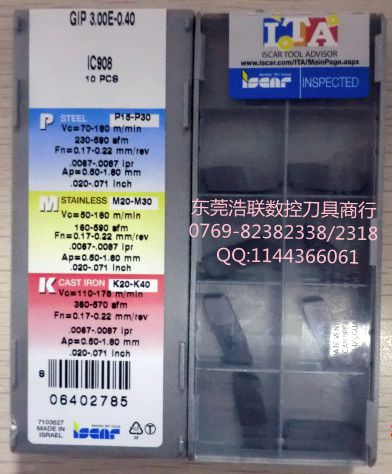 GIP 3.00E-0.40
IC908
10 PCS
P STEEL P15-P30
Vc=70-180 m/min
230-590 sfm
Fn=0.17-0.22 mm/rev
.0067-.0087 ipr
Ap=0.50-1.80 mm
.020-.071 inch
M STAINLESS M20-M30
Vc=50-180 m/min
160-590 sfm
Fn=0.17-0.22 mm/rev
.0067-.0087 ipr
Ap=0.50-1.80 mm
.020-.071 inch
K CAST IRON K20-K40
Vc=110-175 m/min
360-570 sfm
Fn=0.17-0.22 mm/rev
.0067-.0087 ipr
Ap=0.50-1.80 mm
.020-.071 inch
9
06402785
7103627
MADE IN
ISRAEL
iscar
ITA
ISCAR TOOL ADVISOR
www.iscar.com/ITA/MainPage.aspx
Member IMC Group
iscar
INSPECTED
东莞浩联数控刀具商行
0769-82382338/2318
QQ:1144366061